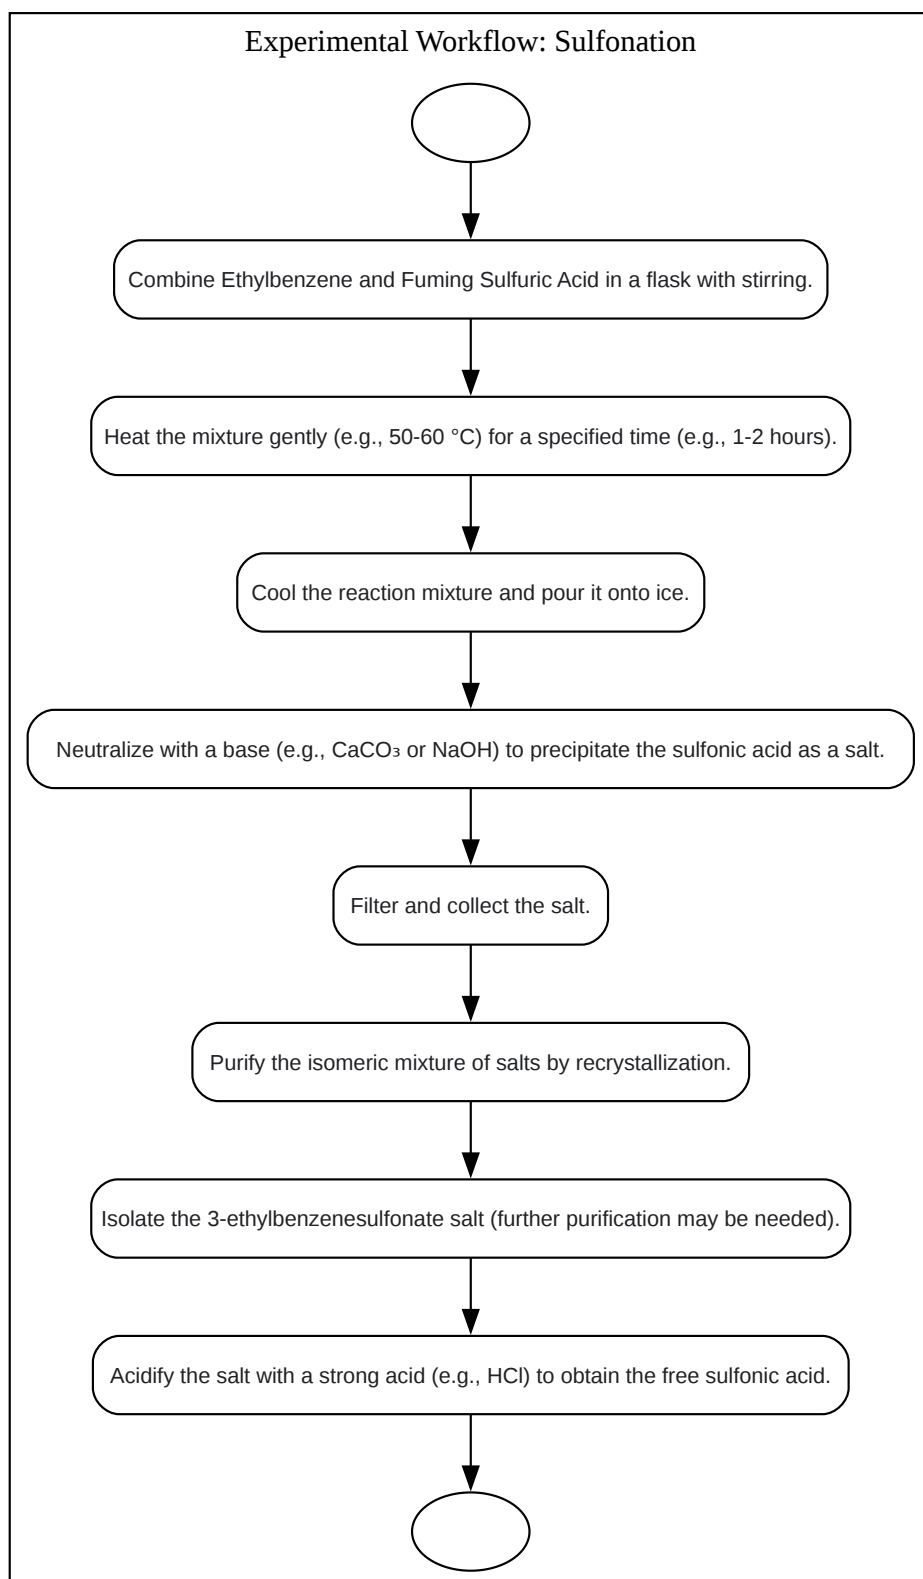 Experimental Workflow: Sulfonation
Combine Ethylbenzene and Fuming Sulfuric Acid in a flask with stirring.
Heat the mixture gently (e.g., 50-60 °C) for a specified time (e.g., 1-2 hours).
Cool the reaction mixture and pour it onto ice.
Neutralize with a base (e.g., CaCO₃ or NaOH) to precipitate the sulfonic acid as a salt.
Filter and collect the salt.
Purify the isomeric mixture of salts by recrystallization.
Isolate the 3-ethylbenzenesulfonate salt (further purification may be needed).
Acidify the salt with a strong acid (e.g., HCl) to obtain the free sulfonic acid.